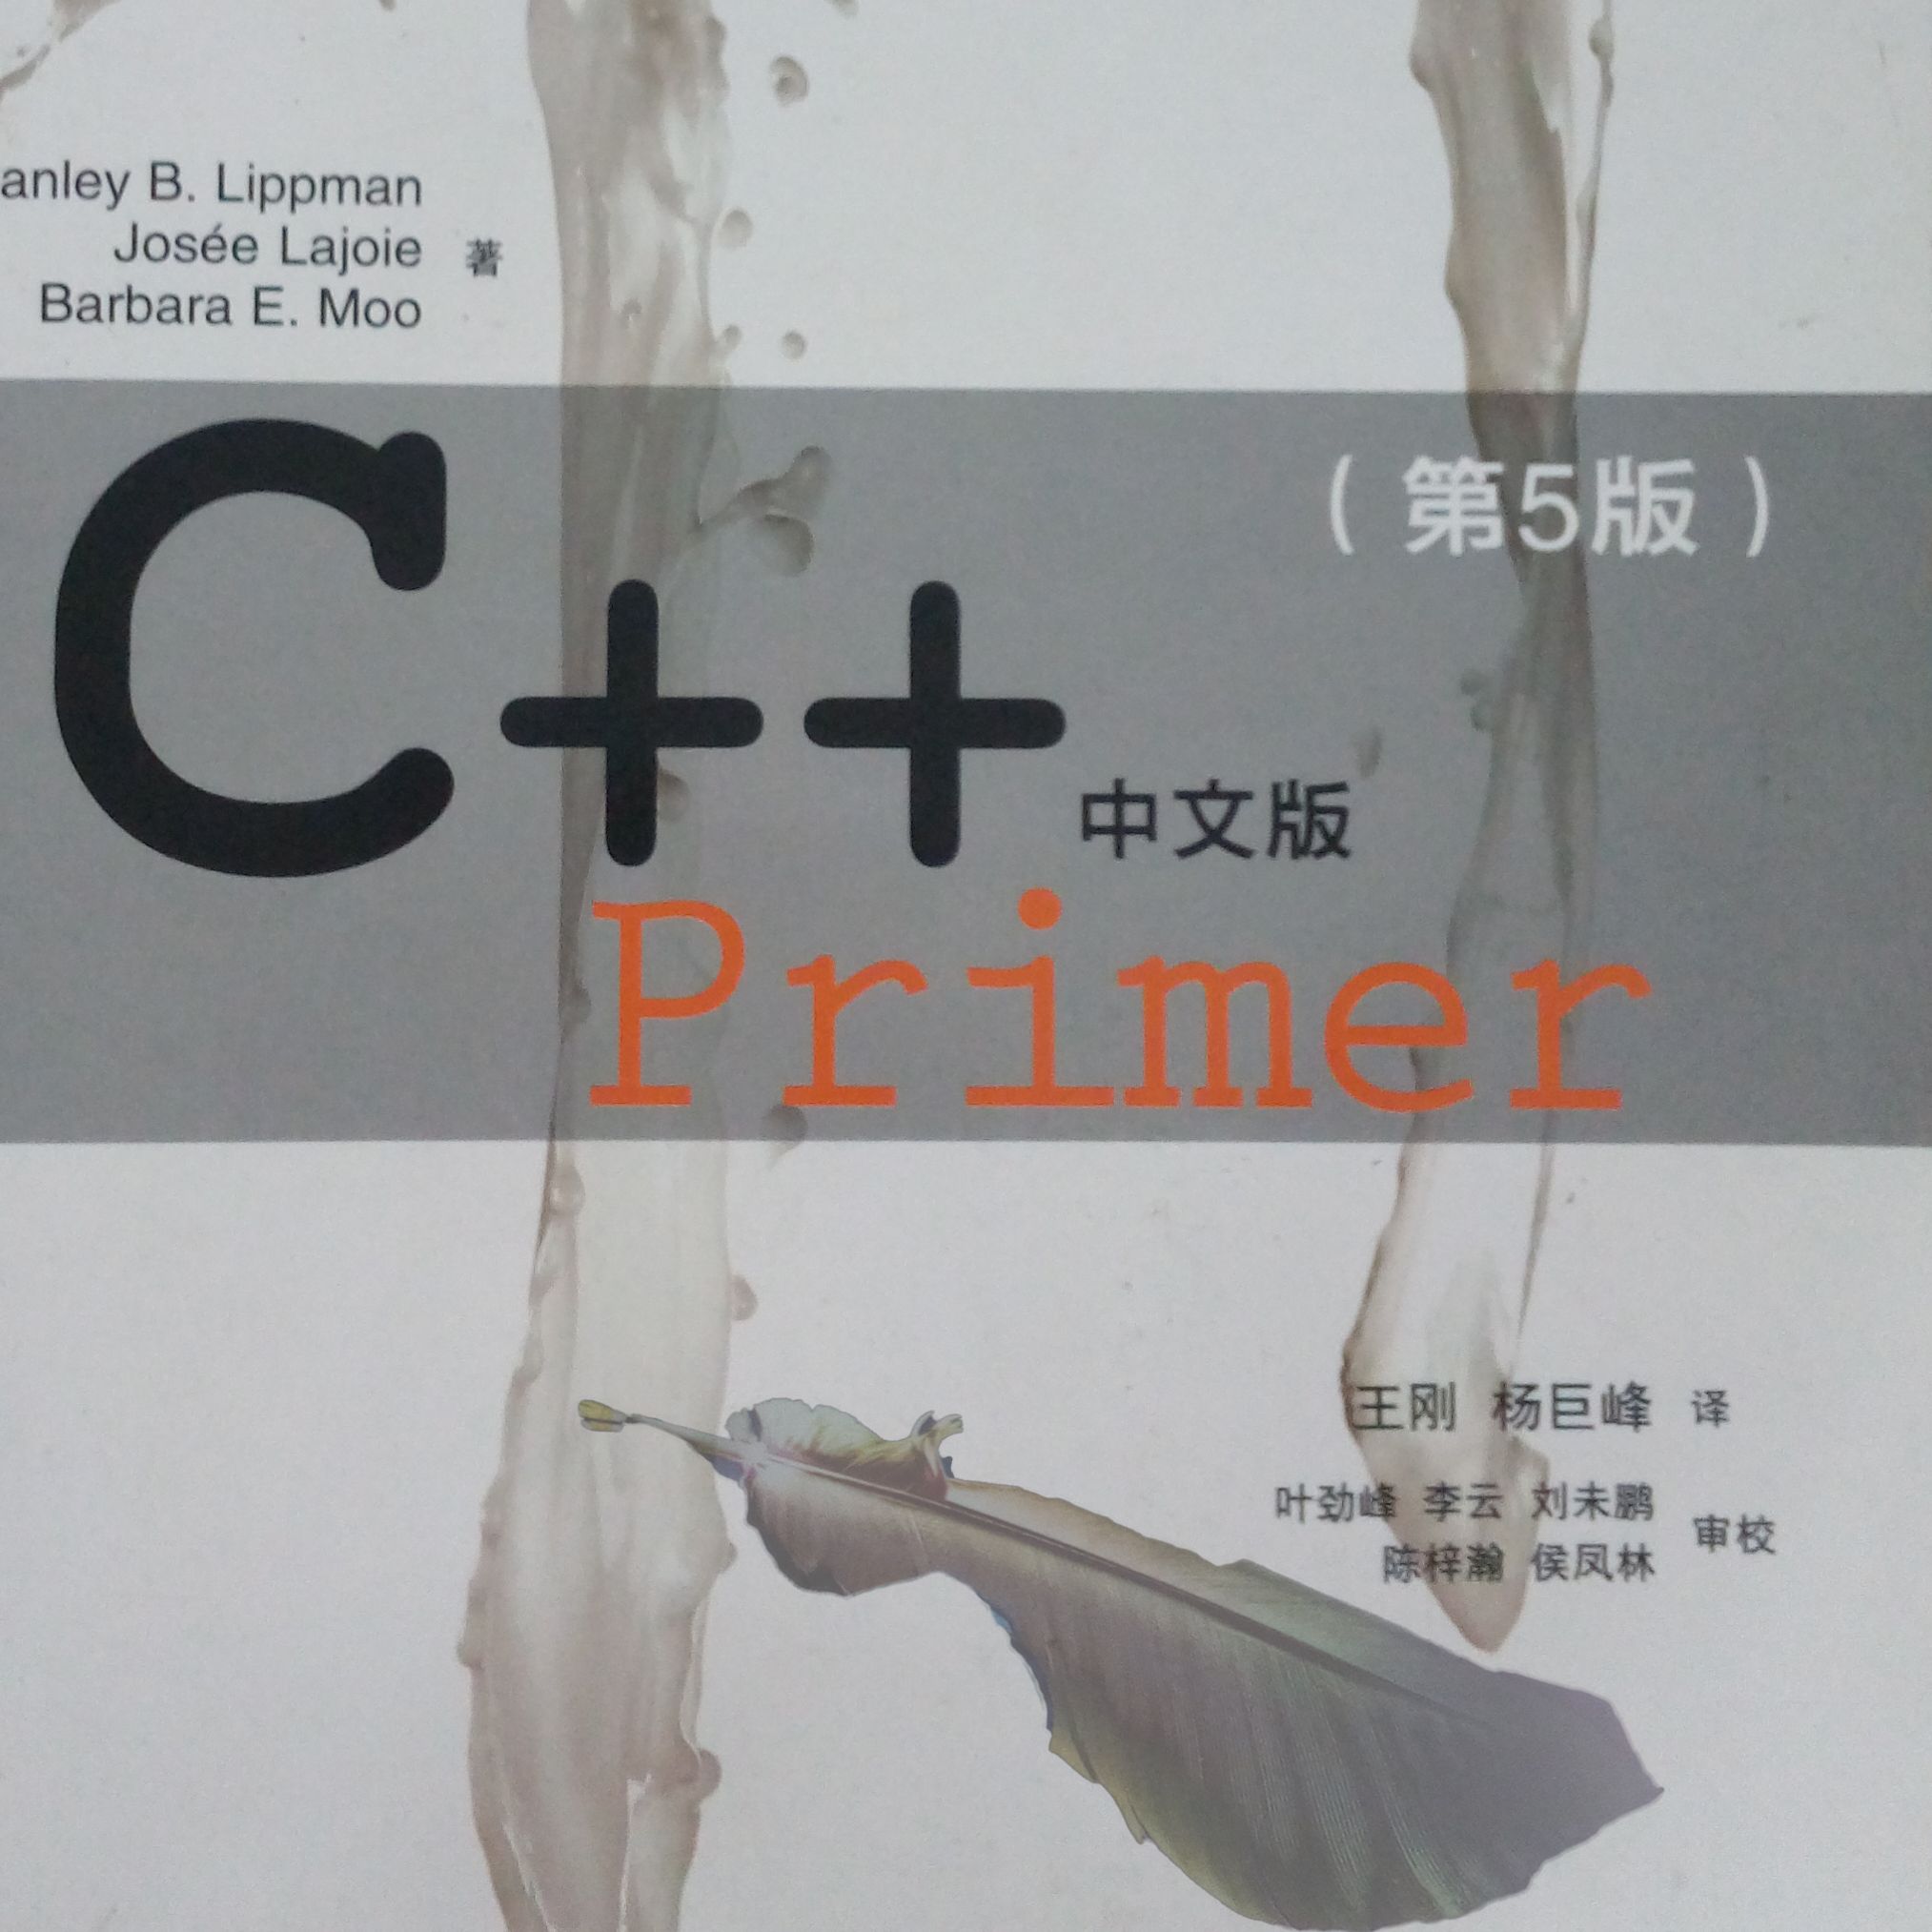 anley B. Lippman
Josée Lajoie
著
Barbara E. Moo
(第5版)
C++
中文版
Primer
王刚 杨巨峰 译
叶劲峰 李云 刘未鹏
审校
陈梓瀚 侯凤林